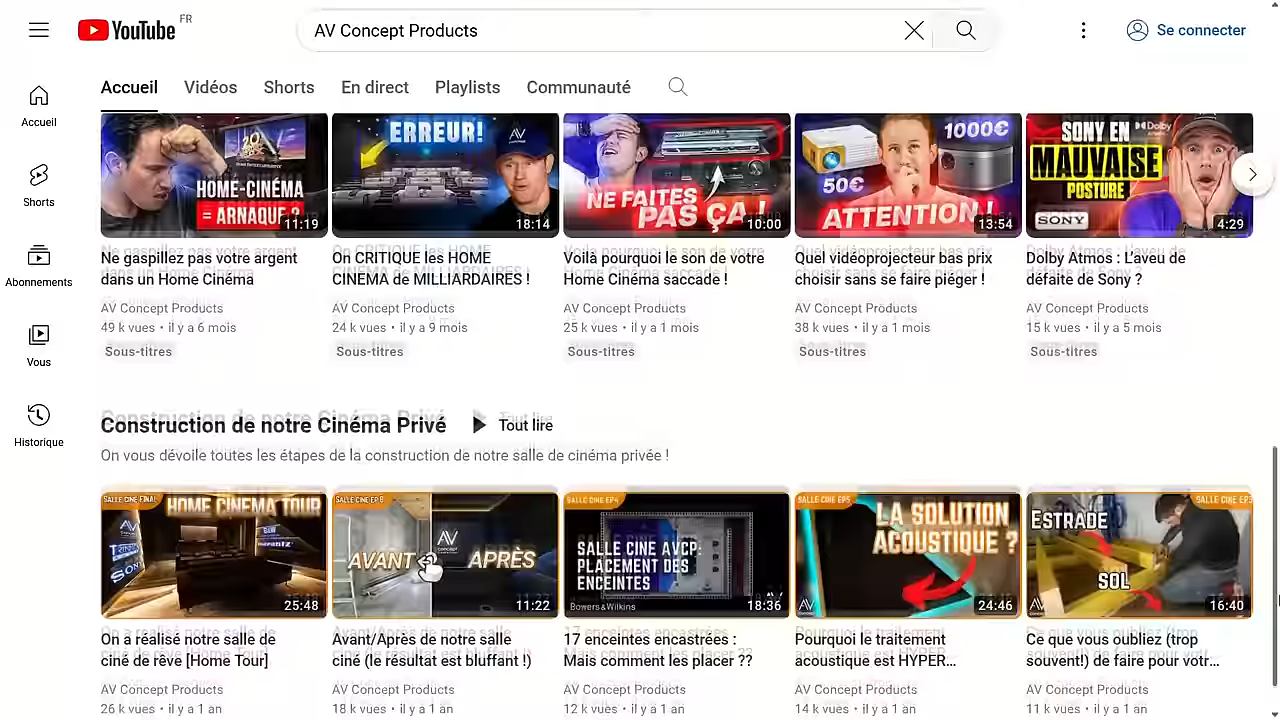 YouTube FR
AV Concept Products
Se connecter
Accueil
Shorts
Abonnements
Vous
Historique
Accueil Vidéos Shorts En direct Playlists Communauté
HOME-CINÉMA
= ARNAQUE ?
11:19
Ne gaspillez pas votre argent
dans un Home Cinéma
AV Concept Products
49 k vues • il y a 6 mois
Sous-titres
ERREUR!
18:14
On CRITIQUE les HOME
CINEMA de MILLIARDAIRES !
AV Concept Products
24 k vues • il y a 9 mois
Sous-titres
NE FAITES
PAS ÇA !
10:00
Voilà pourquoi le son de votre
Home Cinéma saccade !
AV Concept Products
25 k vues • il y a 1 mois
Sous-titres
1000€
50€
ATTENTION !
13:54
Quel vidéoprojecteur bas prix
choisir sans se faire piéger !
AV Concept Products
38 k vues • il y a 1 mois
Sous-titres
SONY EN Dolby
MAUVAISE
POSTURE
SONY
4:29
Dolby Atmos : L’aveu de
défaite de Sony ?
AV Concept Products
15 k vues • il y a 5 mois
Sous-titres
Construction de notre Cinéma Privé
Tout lire
On vous dévoile toutes les étapes de la construction de notre salle de cinéma privée !
SALLE CINE FINAL
HOME CINEMA TOUR
AV
SONY
25:48
On a réalisé notre salle de
ciné de rêve [Home Tour]
AV Concept Products
26 k vues • il y a 1 an
SALLE CINE EP 6
AVANT
AV
CONCEPT
APRÈS
11:22
Avant/Après de notre salle
ciné (le résultat est bluffant !)
AV Concept Products
18 k vues • il y a 1 an
SALLE CINE AVCP:
PLACEMENT DES
ENCEINTES
Bowers & Wilkins
18:36
17 enceintes encastrées :
Mais comment les placer ??
AV Concept Products
12 k vues • il y a 1 an
SALLE CINE EP5
LA SOLUTION
ACOUSTIQUE ?
AV
24:46
Pourquoi le traitement
acoustique est HYPER…
AV Concept Products
14 k vues • il y a 1 an
SALLE CINE EP3
ESTRADE
SOL
AV
16:40
Ce que vous oubliez (trop
souvent!) de faire pour votr…
AV Concept Products
11 k vues • il y a 1 an